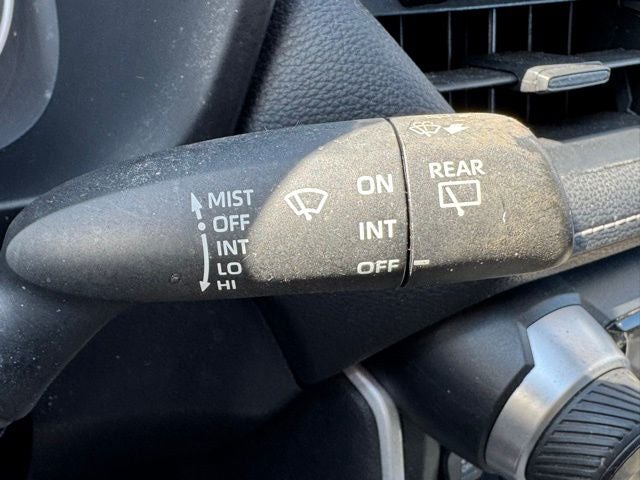 MIST
OFF
INT
LO
HI
ON
INT
OFF
REAR